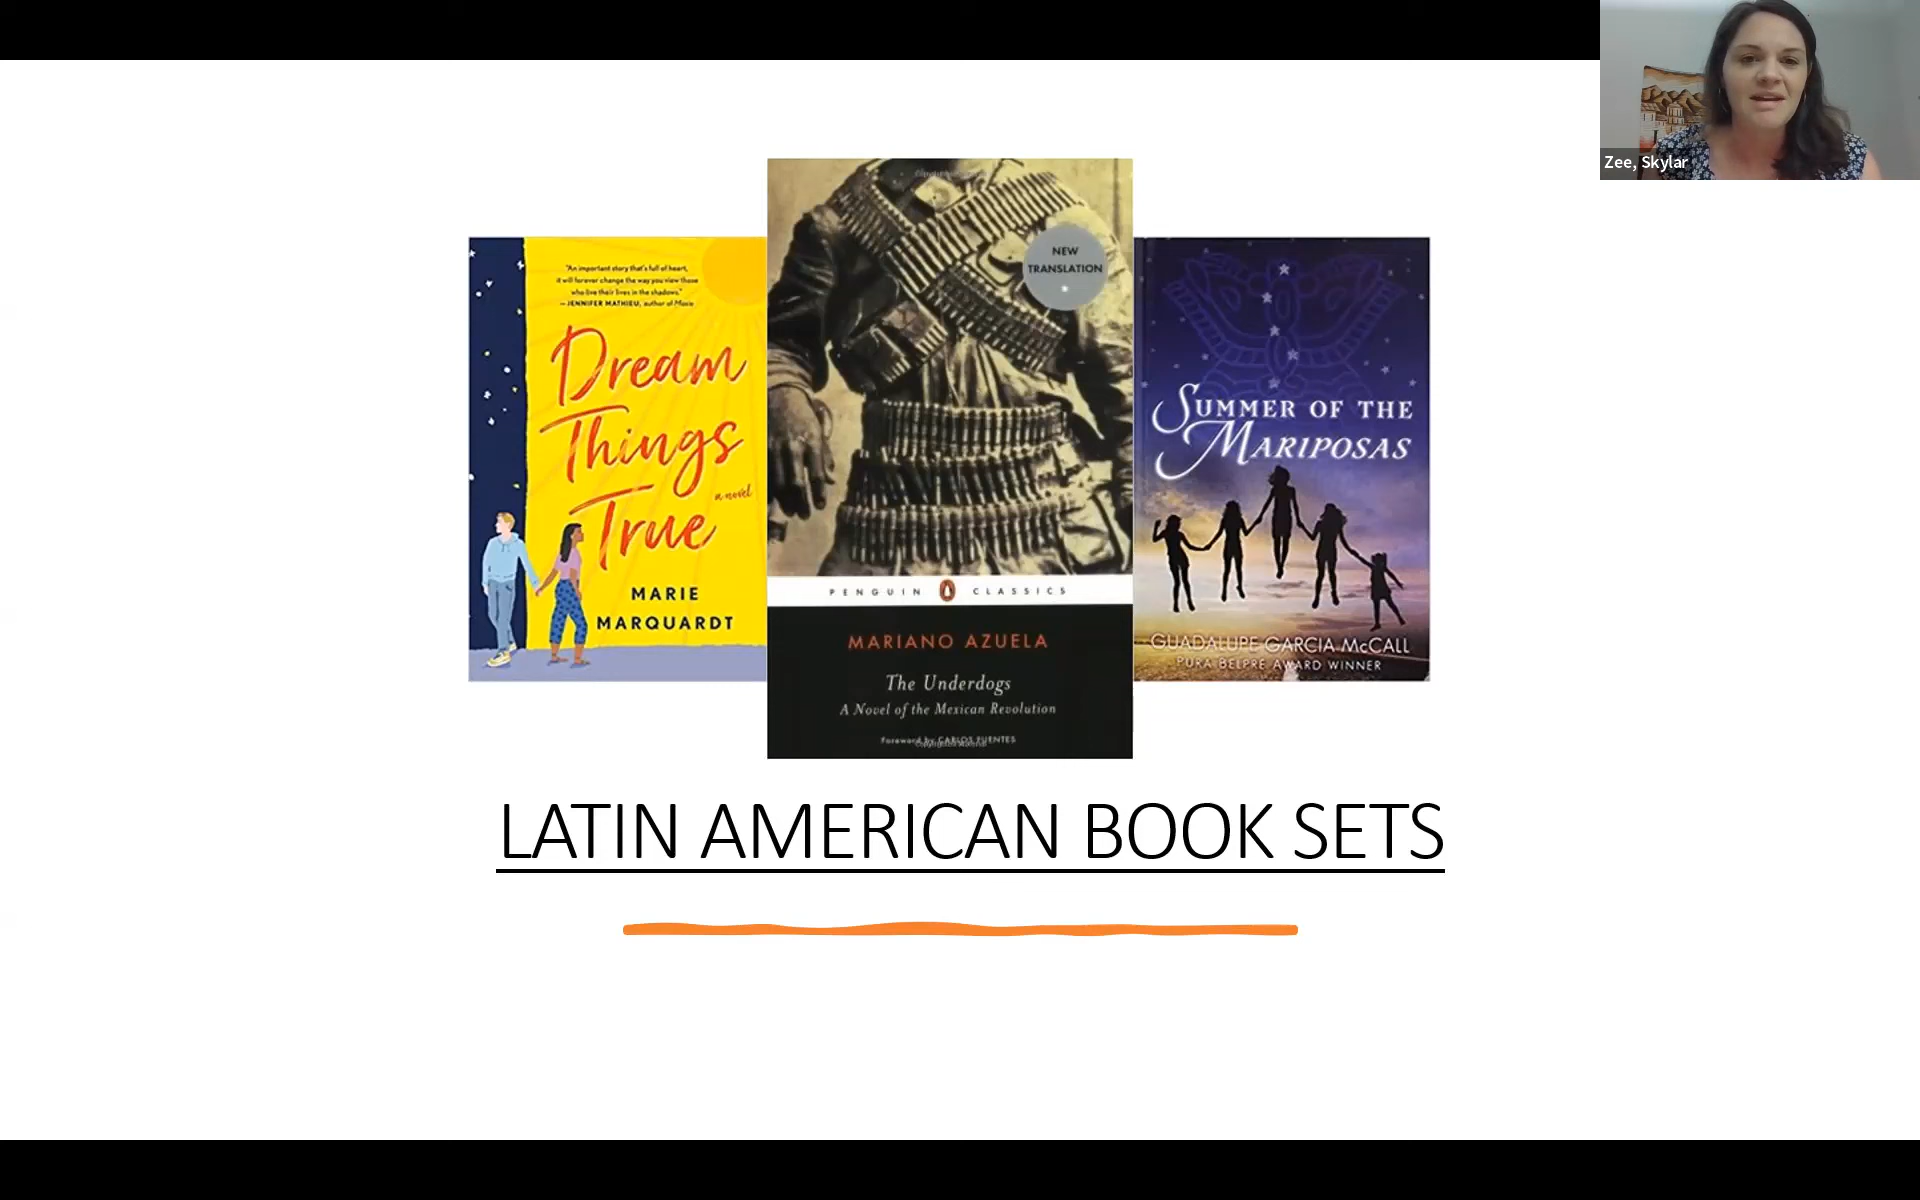 Zee, Skylar
"An important story that's full of heart,
it will forever change the way you view those
who live their lives in the shadows."
— JENNIFER MATHIEU, author of Moxie
Dream
Things
True
a novel
MARIE
MARQUARDT
NEW
TRANSLATION
PENGUIN CLASSICS
MARIANO AZUELA
The Underdogs
A Novel of the Mexican Revolution
Foreword by CARLOS FUENTES
Copyrighted Material
SUMMER OF THE
MARIPOSAS
GUADALUPE GARCIA McCALL
PURA BELPRÉ AWARD WINNER
LATIN AMERICAN BOOK SETS